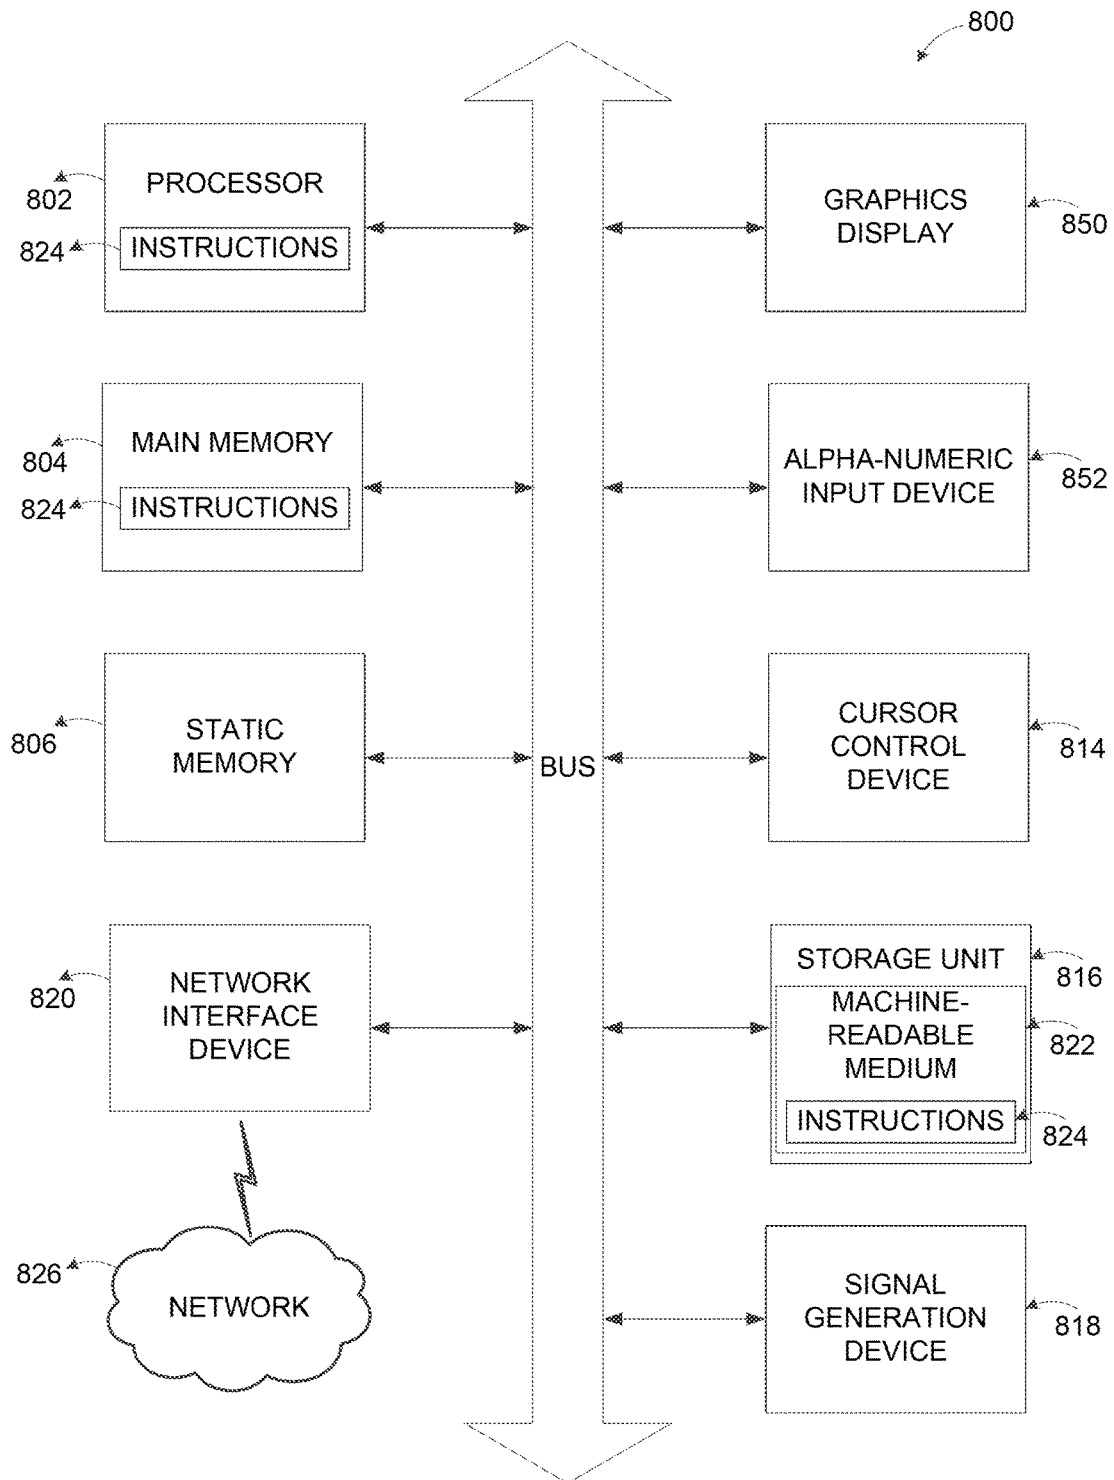 800
PROCESSOR
802
824
INSTRUCTIONS
GRAPHICS
DISPLAY
850
MAIN MEMORY
804
824
INSTRUCTIONS
ALPHA-NUMERIC
INPUT DEVICE
852
STATIC
MEMORY
806
BUS
CURSOR
CONTROL
DEVICE
814
NETWORK
INTERFACE
DEVICE
820
STORAGE UNIT
816
MACHINE-
READABLE
MEDIUM
822
INSTRUCTIONS
824
826
NETWORK
SIGNAL
GENERATION
DEVICE
818